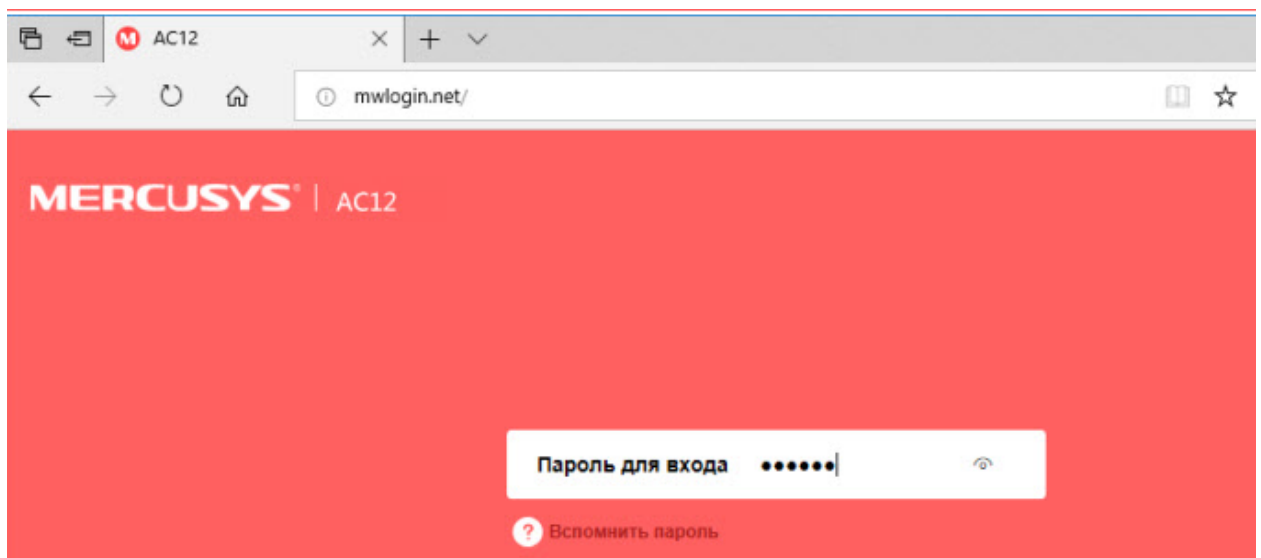 AC12
mwlogin.net/
MERCUSYS® | AC12
Пароль для входа ••••••
? Вспомнить пароль